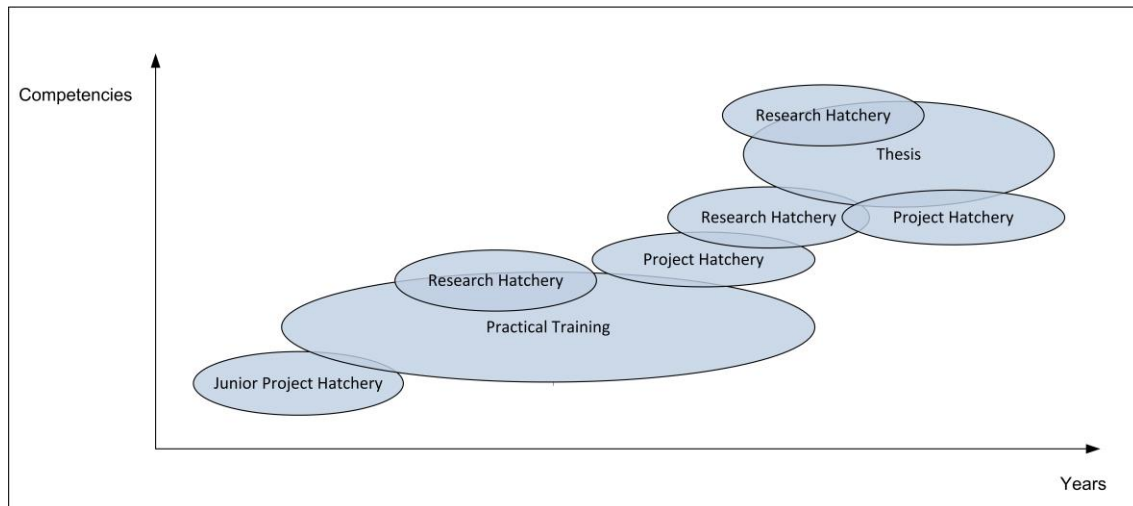 Competencies
Research Hatchery
Thesis
Research Hatchery
Project Hatchery
Project Hatchery
Research Hatchery
Practical Training
Junior Project Hatchery
Years